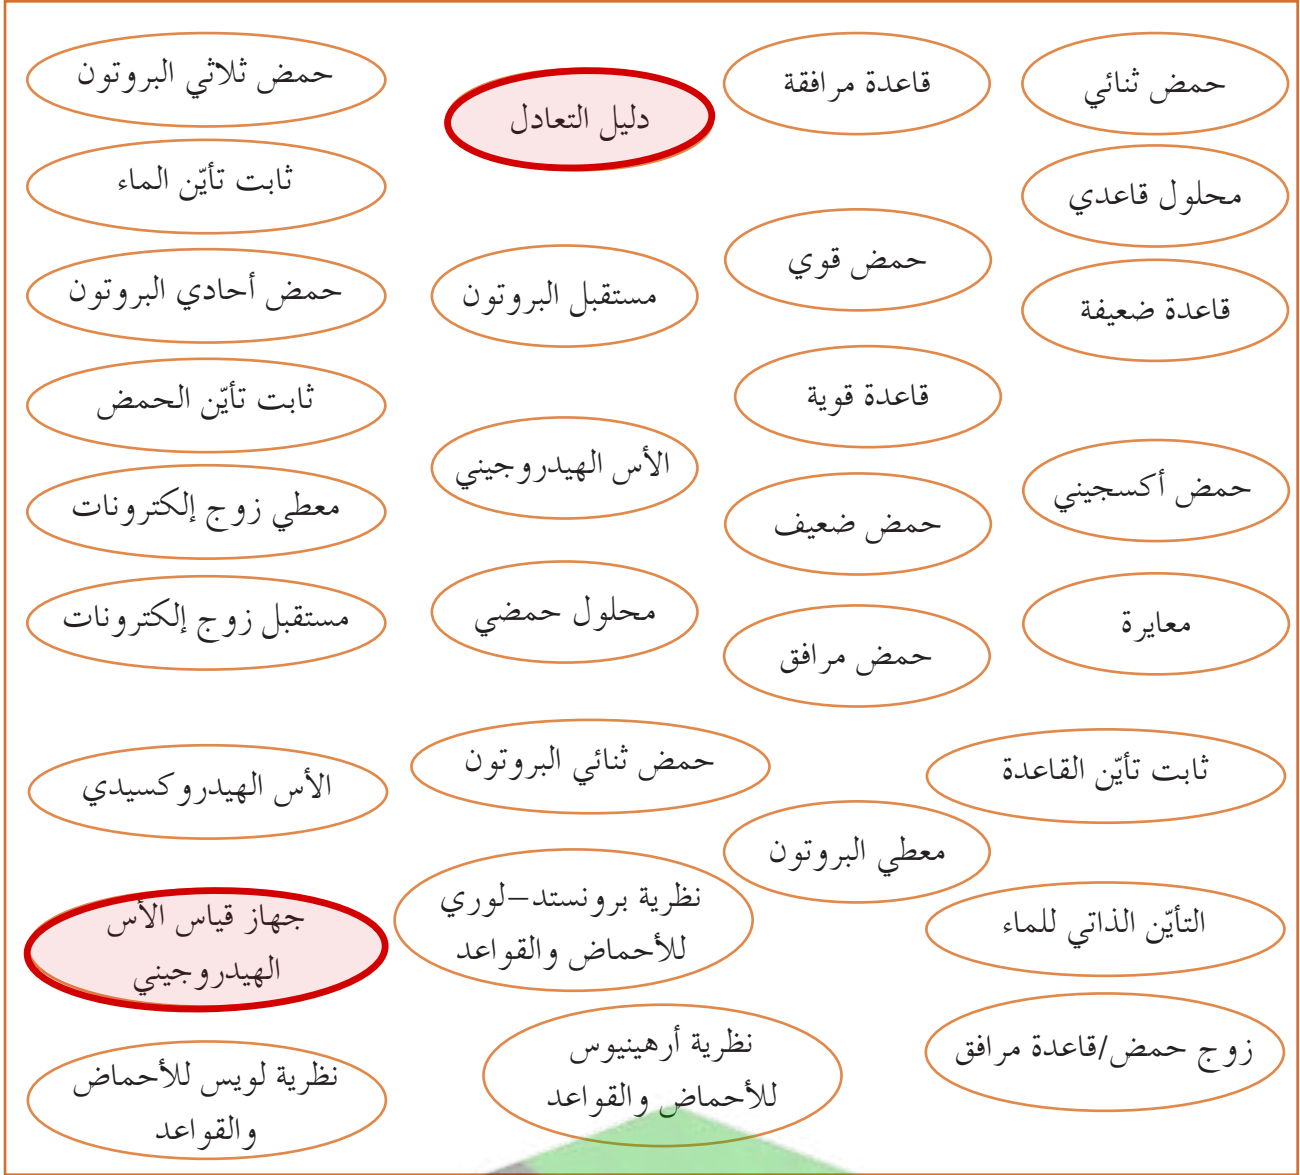 حمض ثنائي
قاعدة مرافقة
دليل التعادل
حمض ثلاثي البروتون
محلول قاعدي
ثابت تأيّن الماء
حمض قوي
مستقبل البروتون
حمض أحادي البروتون
قاعدة ضعيفة
قاعدة قوية
ثابت تأيّن الحمض
حمض أكسجيني
الأس الهيدروجيني
حمض ضعيف
معطي زوج إلكترونات
معايرة
محلول حمضي
مستقبل زوج إلكترونات
حمض مرافق
ثابت تأيّن القاعدة
حمض ثنائي البروتون
الأس الهيدروكسيدي
معطي البروتون
التأيّن الذاتي للماء
نظرية برونستد–لوري
للأحماض والقواعد
جهاز قياس الأس
الهيدروجيني
زوج حمض/قاعدة مرافق
نظرية أرهينيوس
للأحماض والقواعد
نظرية لويس للأحماض
والقواعد